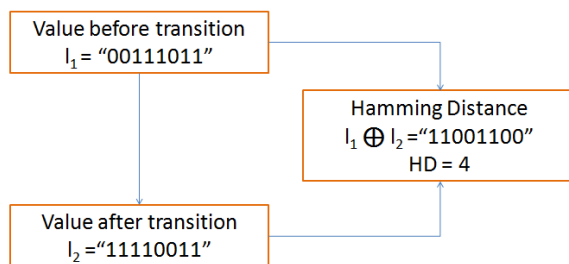 Value before transition
I₁ = “00111011”
Hamming Distance
I₁ ⨁ I₂ =“11001100”
HD = 4
Value after transition
I₂ =“11110011”